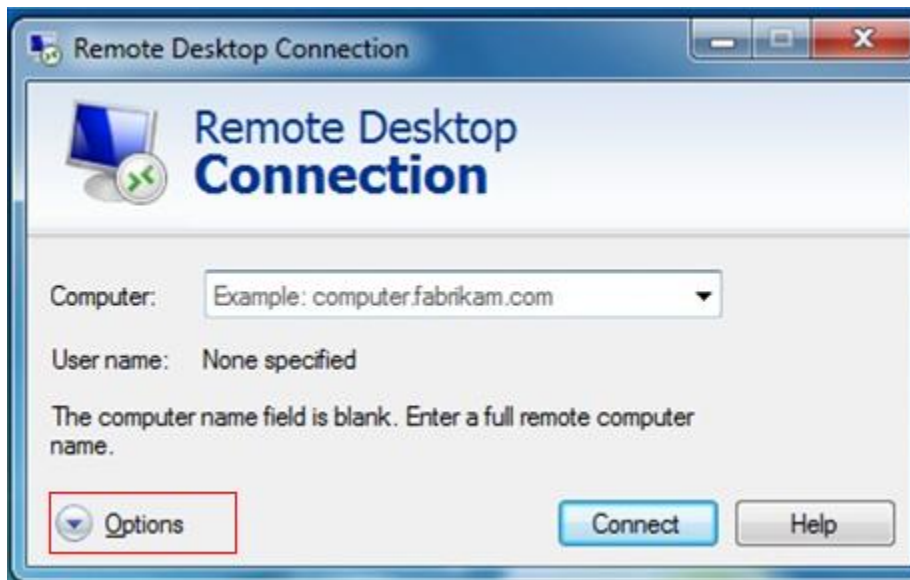 Remote Desktop Connection
Remote Desktop
Connection
Computer: Example: computer.fabrikam.com
User name: None specified
The computer name field is blank. Enter a full remote computer
name.
Options Connect Help